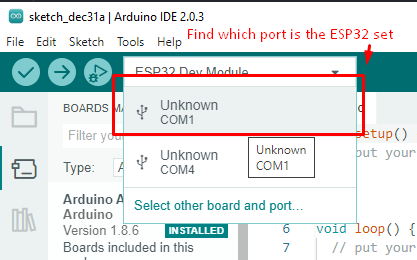 sketch_dec31a | Arduino IDE 2.0.3
File Edit Sketch Tools Help
Find which port is the ESP32 set
ESP32 Dev Module
BOARDS MA
Unknown
COM1
Filter your
Type:
Unknown
COM4
Unknown
COM1
Select other board and port...
setup()
put your
Arduino A
Arduino
Version 1.8.6 INSTALLED
Boards included in this
6 void loop() {
7 // put your